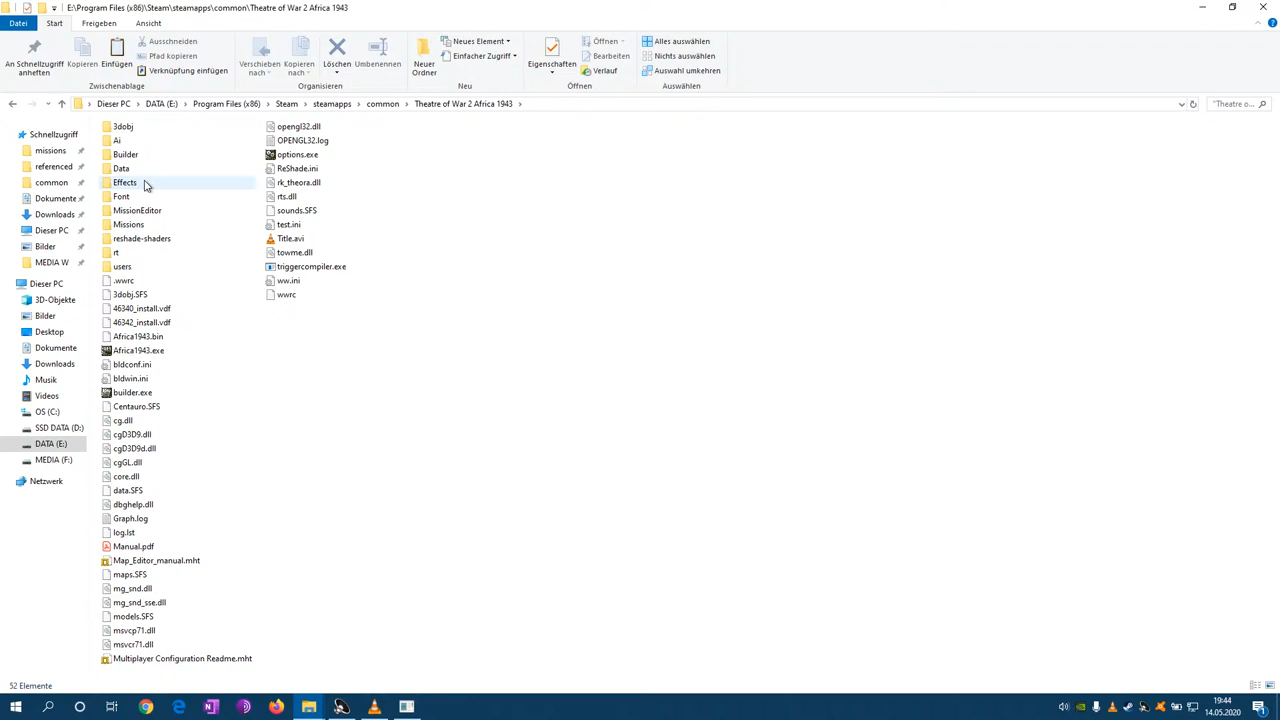 E:\Program Files (x86)\Steam\steamapps\common\Theatre of War 2 Africa 1943
Datei Start Freigeben Ansicht
An Schnellzugriff anheften
Kopieren
Einfügen
Ausschneiden
Pfad kopieren
Verknüpfung einfügen
Zwischenablage
Verschieben nach
Kopieren nach
Löschen
Umbenennen
Organisieren
Neuer Ordner
Neues Element
Einfacher Zugriff
Neu
Eigenschaften
Öffnen
Bearbeiten
Verlauf
Öffnen
Alles auswählen
Nichts auswählen
Auswahl umkehren
Auswählen
Dieser PC > DATA (E:) > Program Files (x86) > Steam > steamapps > common > Theatre of War 2 Africa 1943 >
"Theatre o...
Schnellzugriff
missions
referenced
common
Dokumente
Downloads
Dieser PC
Bilder
MEDIA W
Dieser PC
3D-Objekte
Bilder
Desktop
Dokumente
Downloads
Musik
Videos
OS (C:)
SSD DATA (D:)
DATA (E:)
MEDIA (F:)
Netzwerk
3dobj
Ai
Builder
Data
Effects
Font
MissionEditor
Missions
reshade-shaders
rt
users
.wwrc
3dobj.SFS
46340_install.vdf
46342_install.vdf
Africa1943.bin
Africa1943.exe
bldconf.ini
bldwin.ini
builder.exe
Centauro.SFS
cg.dll
cgD3D9.dll
cgD3D9d.dll
cgGL.dll
core.dll
data.SFS
dbghelp.dll
Graph.log
log.lst
Manual.pdf
Map_Editor_manual.mht
maps.SFS
mg_snd.dll
mg_snd_sse.dll
models.SFS
msvcp71.dll
msvcr71.dll
Multiplayer Configuration Readme.mht
opengl32.dll
OPENGL32.log
options.exe
ReShade.ini
rk_theora.dll
rts.dll
sounds.SFS
test.ini
Title.avi
towme.dll
triggercompiler.exe
ww.ini
wwrc
52 Elemente
19:44
14.05.2020